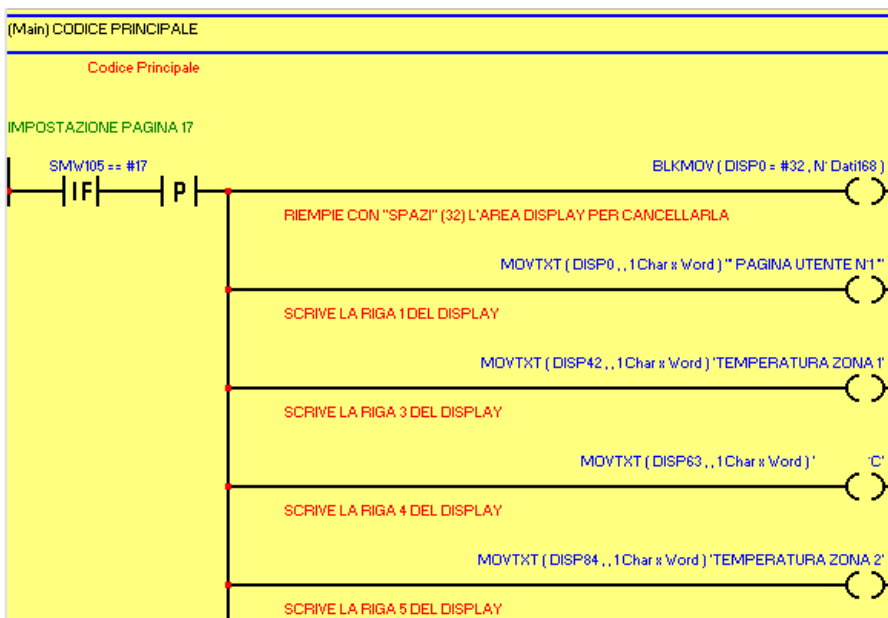 (Main) CODICE PRINCIPALE
Codice Principale
IMPOSTAZIONE PAGINA 17
SMW105 == #17
IF
P
BLKMOV ( DISP0 = #32 , N° Dati168 )
RIEMPIE CON "SPAZI" (32) L'AREA DISPLAY PER CANCELLARLA
MOVTXT ( DISP0 , , 1 Char x Word ) '" PAGINA UTENTE N1"'
SCRIVE LA RIGA 1 DEL DISPLAY
MOVTXT ( DISP42 , , 1 Char x Word ) 'TEMPERATURA ZONA 1'
SCRIVE LA RIGA 3 DEL DISPLAY
MOVTXT ( DISP63 , , 1 Char x Word ) '             °C'
SCRIVE LA RIGA 4 DEL DISPLAY
MOVTXT ( DISP84 , , 1 Char x Word ) 'TEMPERATURA ZONA 2'
SCRIVE LA RIGA 5 DEL DISPLAY